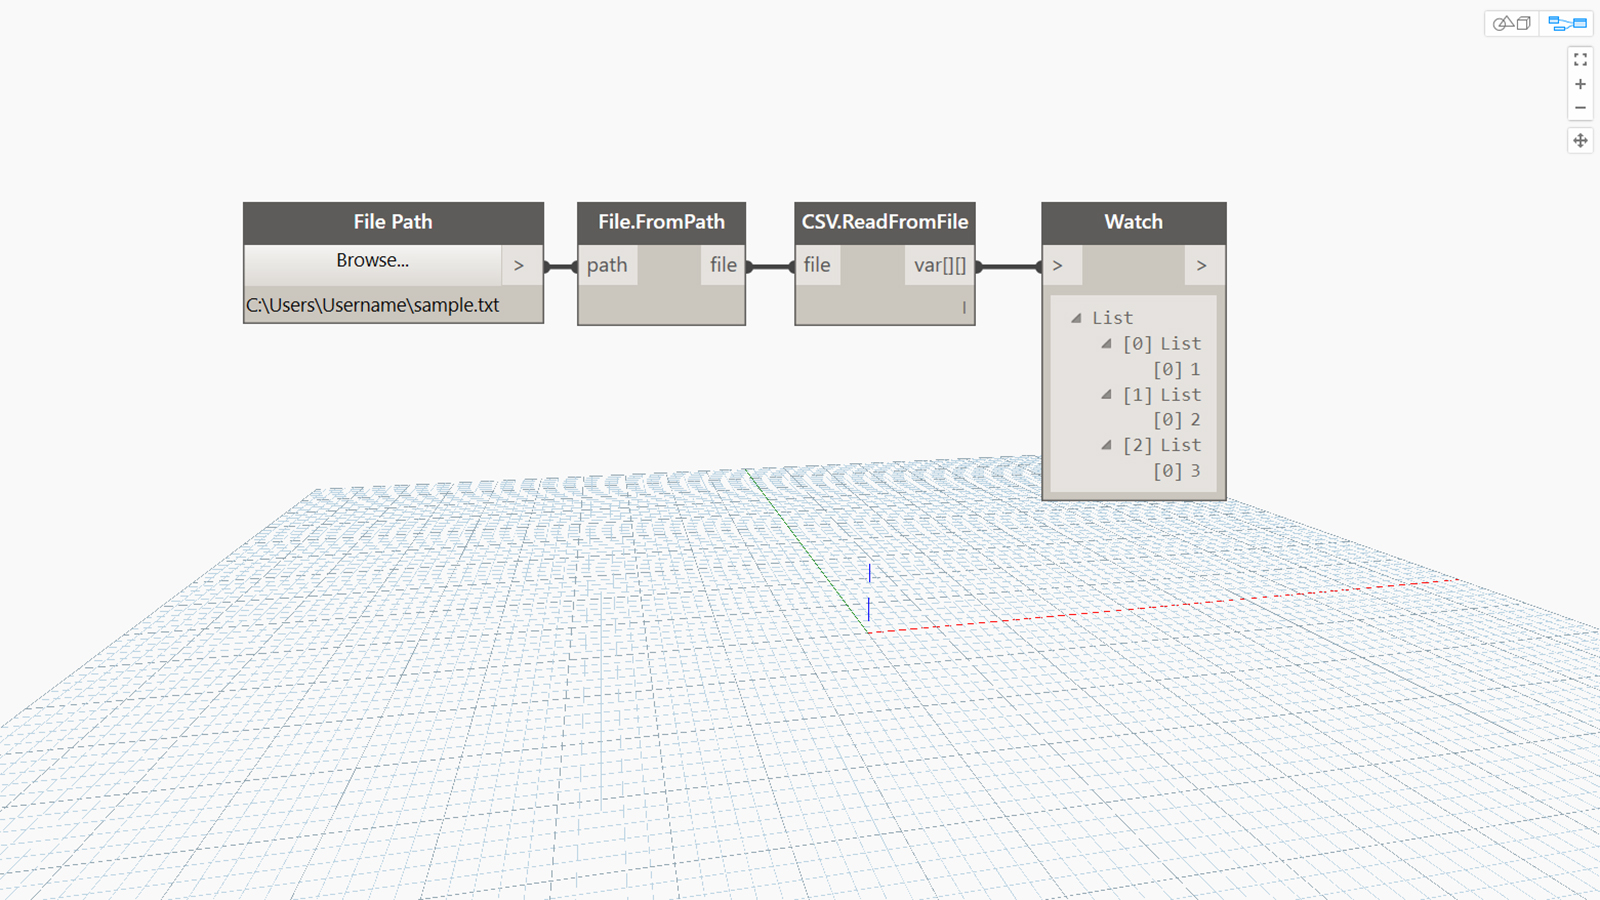 File Path
Browse...
>
C:\Users\Username\sample.txt
File.FromPath
path
file
CSV.ReadFromFile
file
var[][]
|
Watch
>
>
List
[0] List
[0] 1
[1] List
[0] 2
[2] List
[0] 3